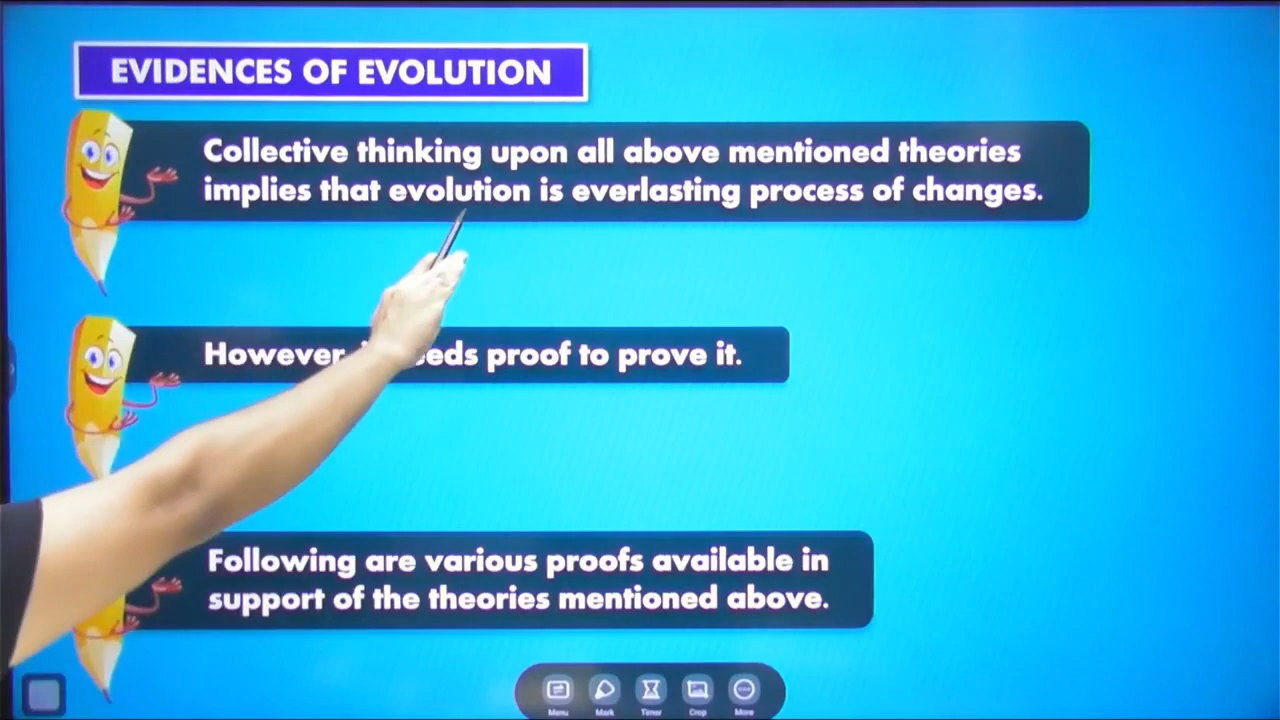 EVIDENCES OF EVOLUTION
Collective thinking upon all above mentioned theories
implies that evolution is everlasting process of changes.
However, proof to prove it.
Following are various proofs available in
support of the theories mentioned above.
Menu Mark Timer Crop More